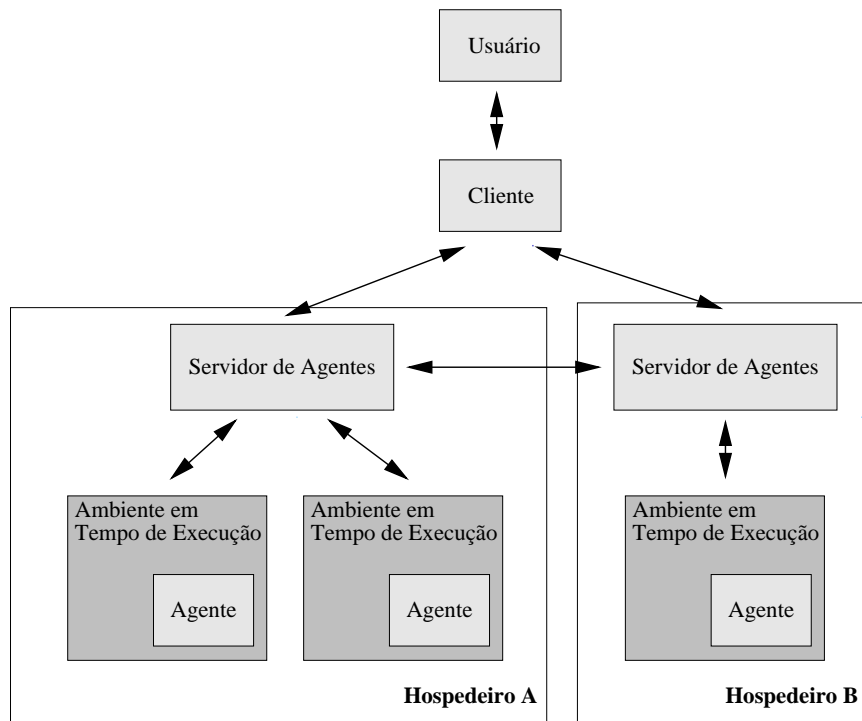 Usuário
Cliente
Servidor de Agentes
Servidor de Agentes
Ambiente em
Tempo de Execução
Agente
Ambiente em
Tempo de Execução
Agente
Ambiente em
Tempo de Execução
Agente
Hospedeiro A
Hospedeiro B